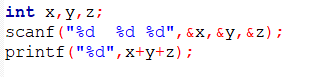 int x,y,z;
scanf("%d  %d %d",&x,&y,&z);
printf("%d",x+y+z);